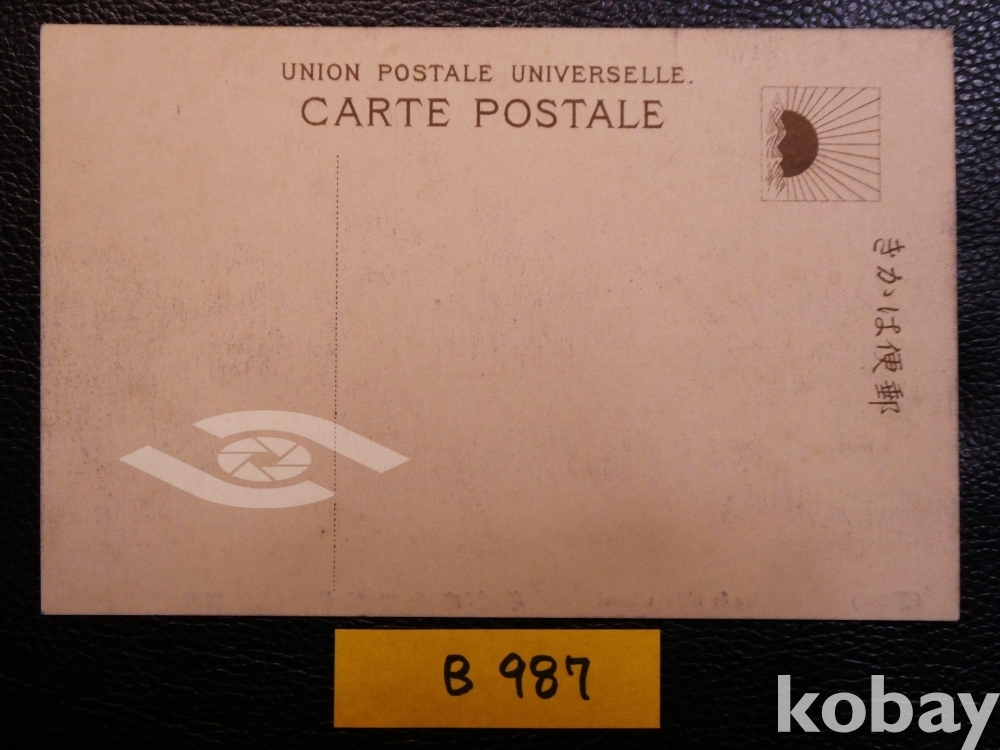 UNION POSTALE UNIVERSELLE.
CARTE POSTALE
きかは便郵
B 987
kobay